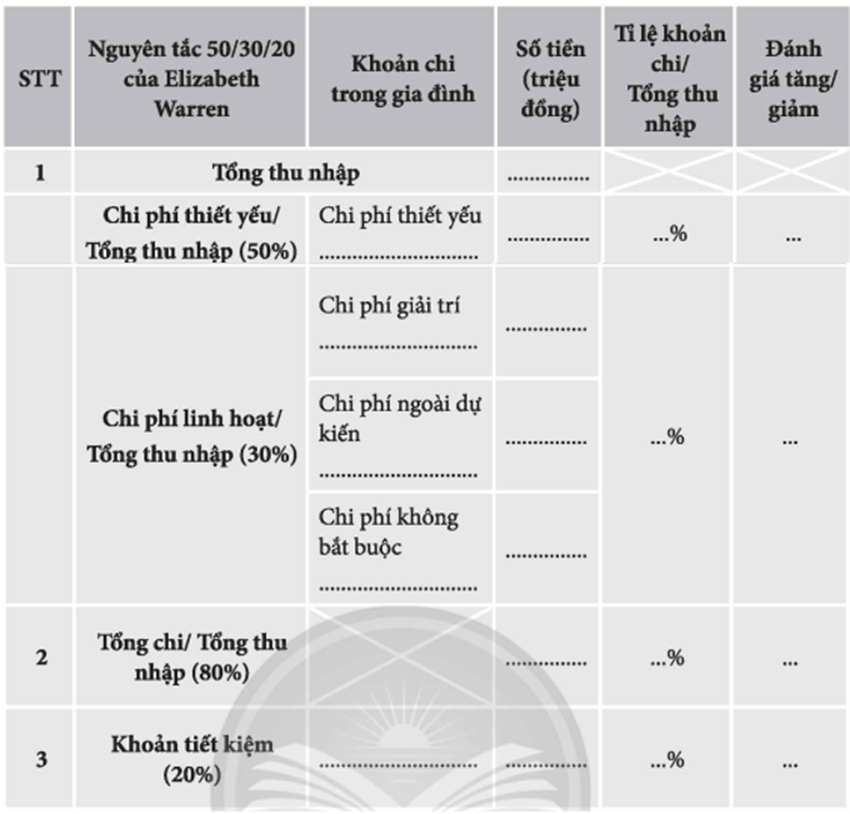 STT
Nguyên tắc 50/30/20
của Elizabeth
Warren
Khoản chi
trong gia đình
Số tiền
(triệu
đồng)
Tỉ lệ khoản
chi/
Tổng thu
nhập
Đánh
giá tăng/
giảm
1
Tổng thu nhập
...............
Chi phí thiết yếu/
Tổng thu nhập (50%)
Chi phí thiết yếu
.............................
...............
...%
...
Chi phí linh hoạt/
Tổng thu nhập (30%)
Chi phí giải trí
.............................
...............
Chi phí ngoài dự
kiến
.............................
...............
Chi phí không
bắt buộc
.............................
...............
...%
...
2
Tổng chi/ Tổng thu
nhập (80%)
...............
...%
...
3
Khoản tiết kiệm
(20%)
.............................
...............
...%
...